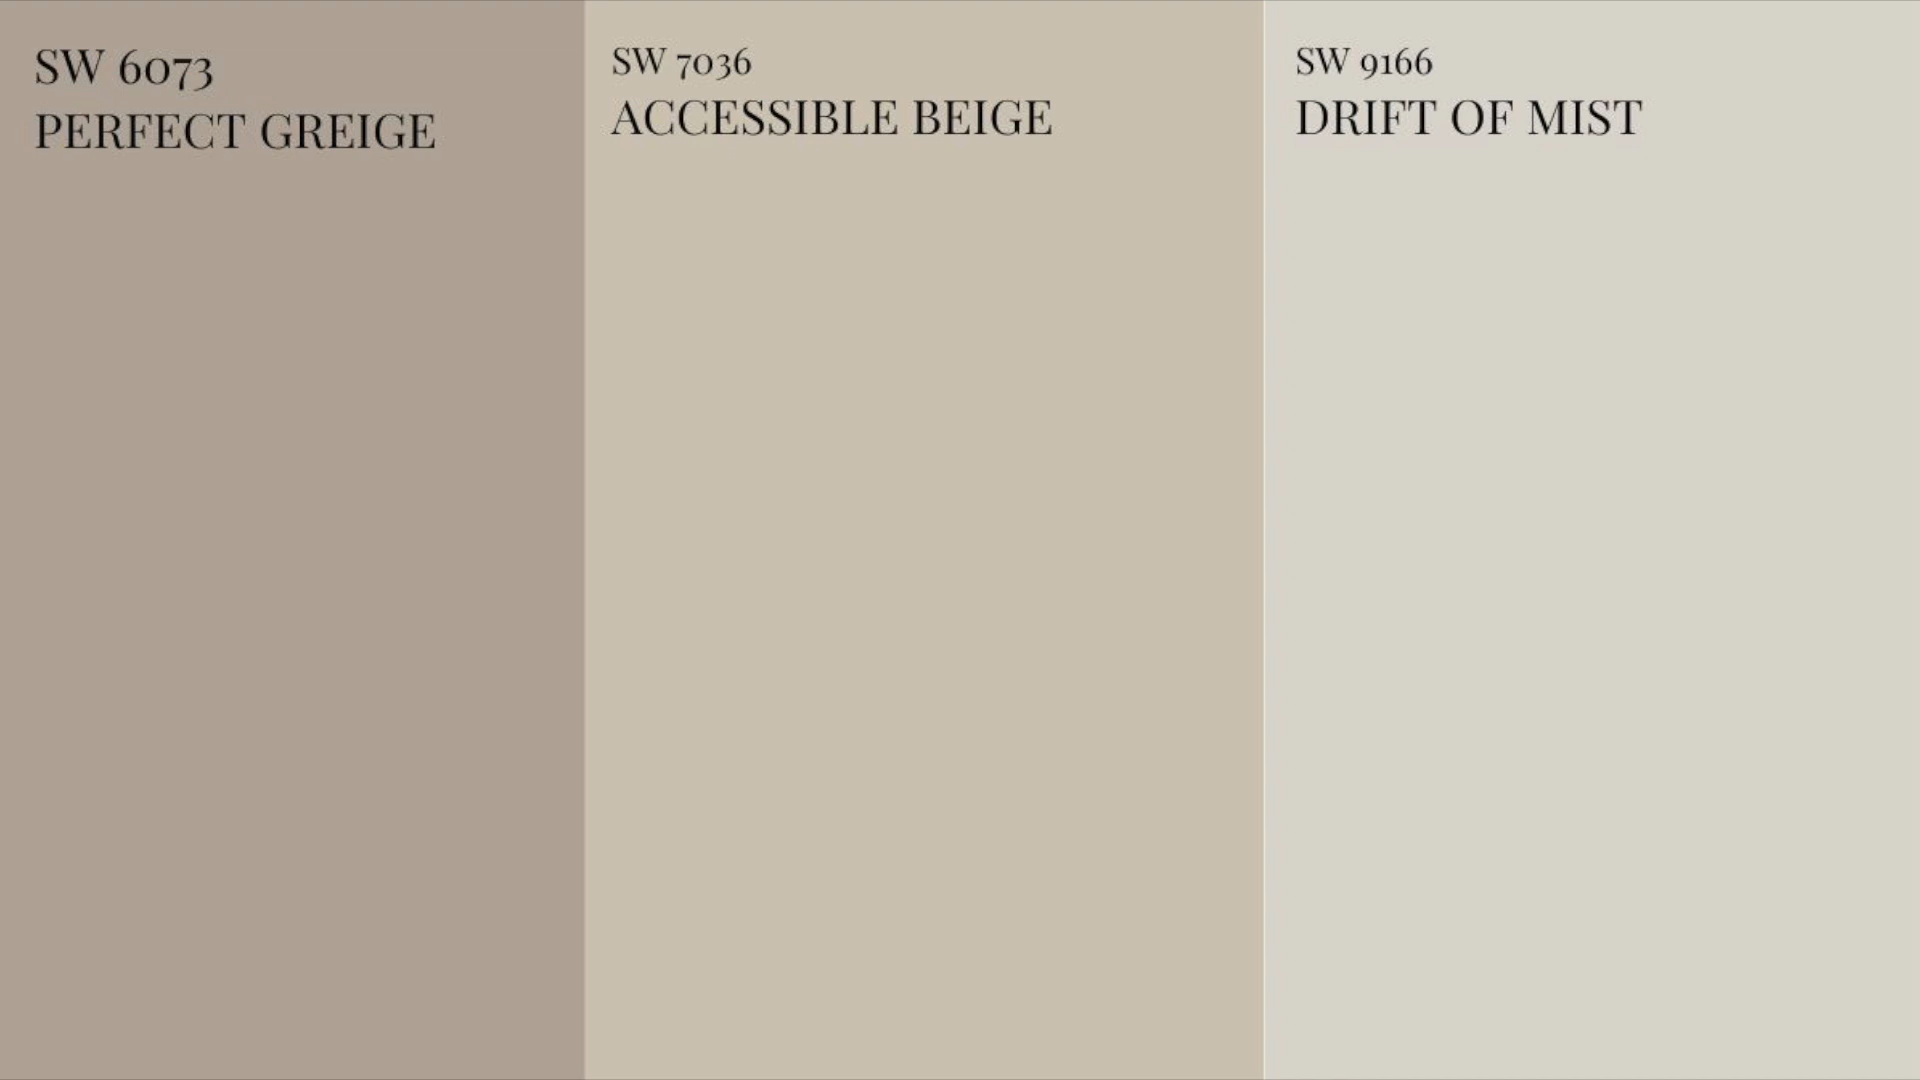 SW 6073
PERFECT GREIGE
SW 7036
ACCESSIBLE BEIGE
SW 9166
DRIFT OF MIST